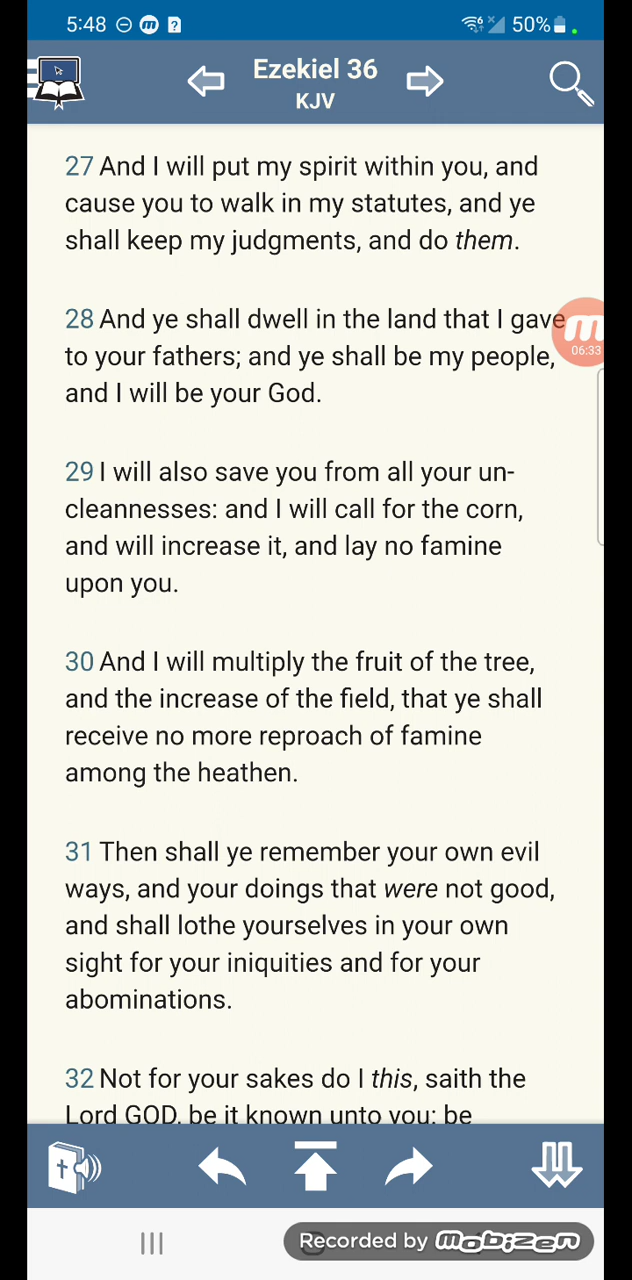 5:48 m ? 6 50%
Ezekiel 36
KJV
27 And I will put my spirit within you, and
cause you to walk in my statutes, and ye
shall keep my judgments, and do them.
28 And ye shall dwell in the land that I gave
to your fathers; and ye shall be my people,
and I will be your God.
m
06:33
29 I will also save you from all your un-
cleannesses: and I will call for the corn,
and will increase it, and lay no famine
upon you.
30 And I will multiply the fruit of the tree,
and the increase of the field, that ye shall
receive no more reproach of famine
among the heathen.
31 Then shall ye remember your own evil
ways, and your doings that were not good,
and shall lothe yourselves in your own
sight for your iniquities and for your
abominations.
32 Not for your sakes do I this, saith the
Lord GOD, be it known unto you: be
Recorded by mobizen